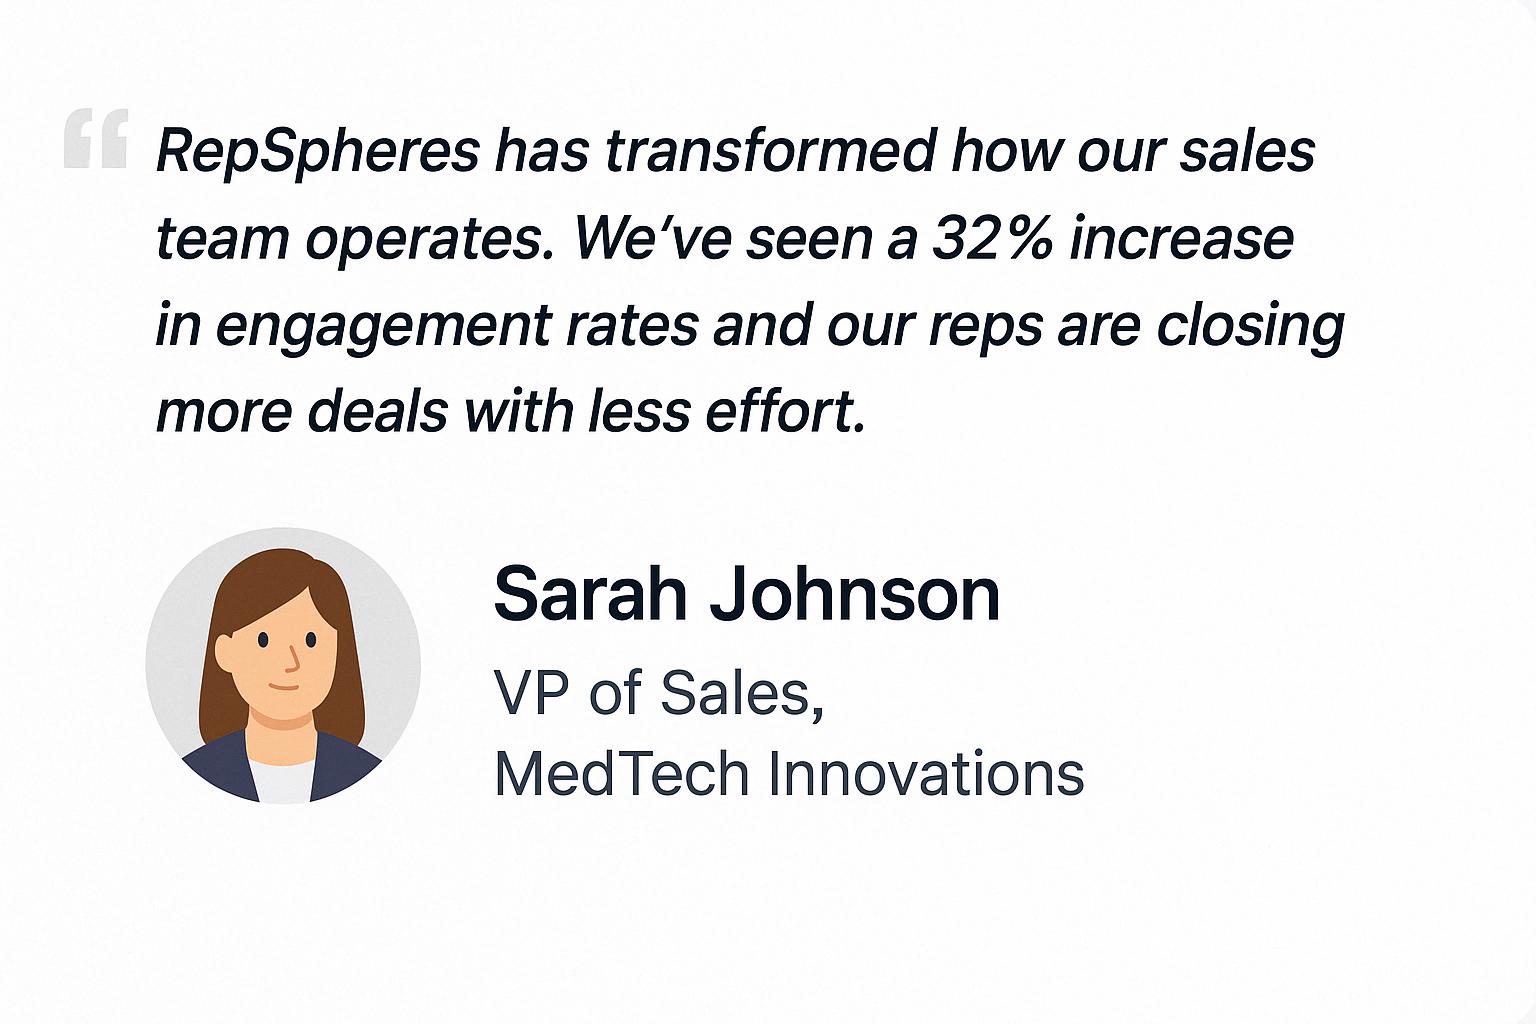 “
RepSpheres has transformed how our sales
team operates. We’ve seen a 32% increase
in engagement rates and our reps are closing
more deals with less effort.
Sarah Johnson
VP of Sales,
MedTech Innovations